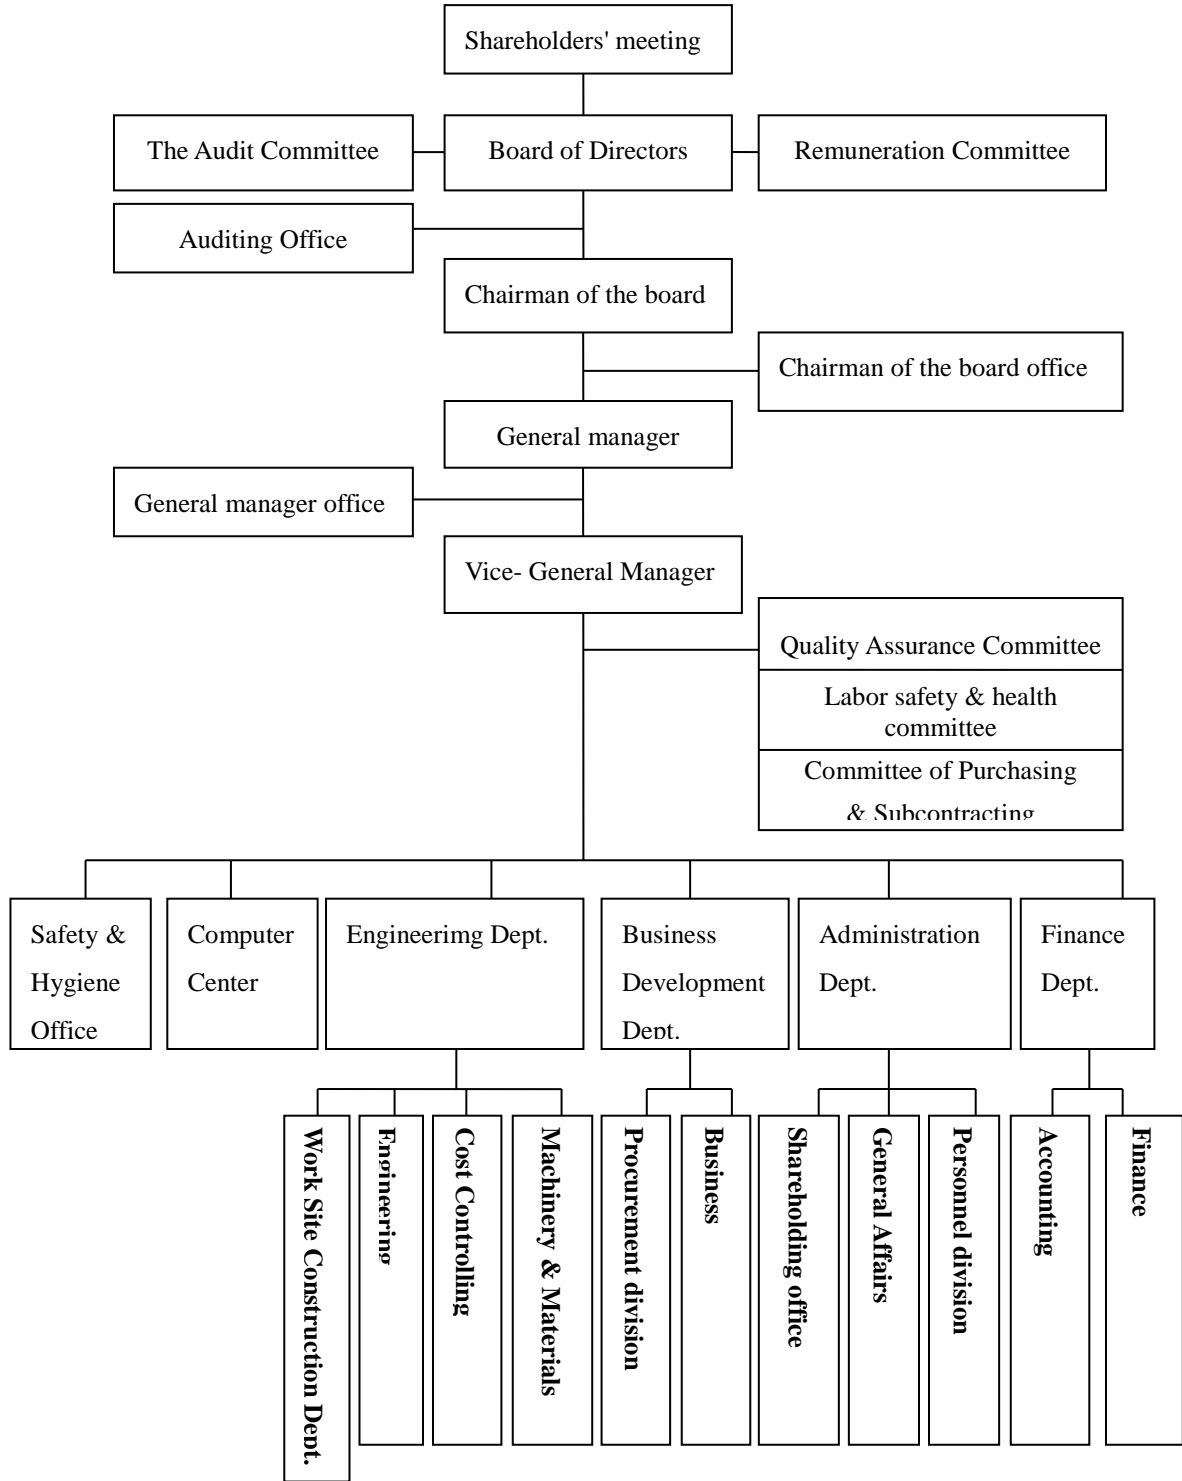 Shareholders' meeting
The Audit Committee
Board of Directors
Remuneration Committee
Auditing Office
Chairman of the board
Chairman of the board office
General manager
General manager office
Vice- General Manager
Quality Assurance Committee
Labor safety & health
committee
Committee of Purchasing
& Subcontracting
Safety &
Hygiene
Office
Computer
Center
Engineerimg Dept.
Business
Development
Dept.
Administration
Dept.
Finance
Dept.
Work Site Construction Dept.
Engineering
Cost Controlling
Machinery & Materials
Procurement division
Business
Shareholding office
General Affairs
Personnel division
Accounting
Finance